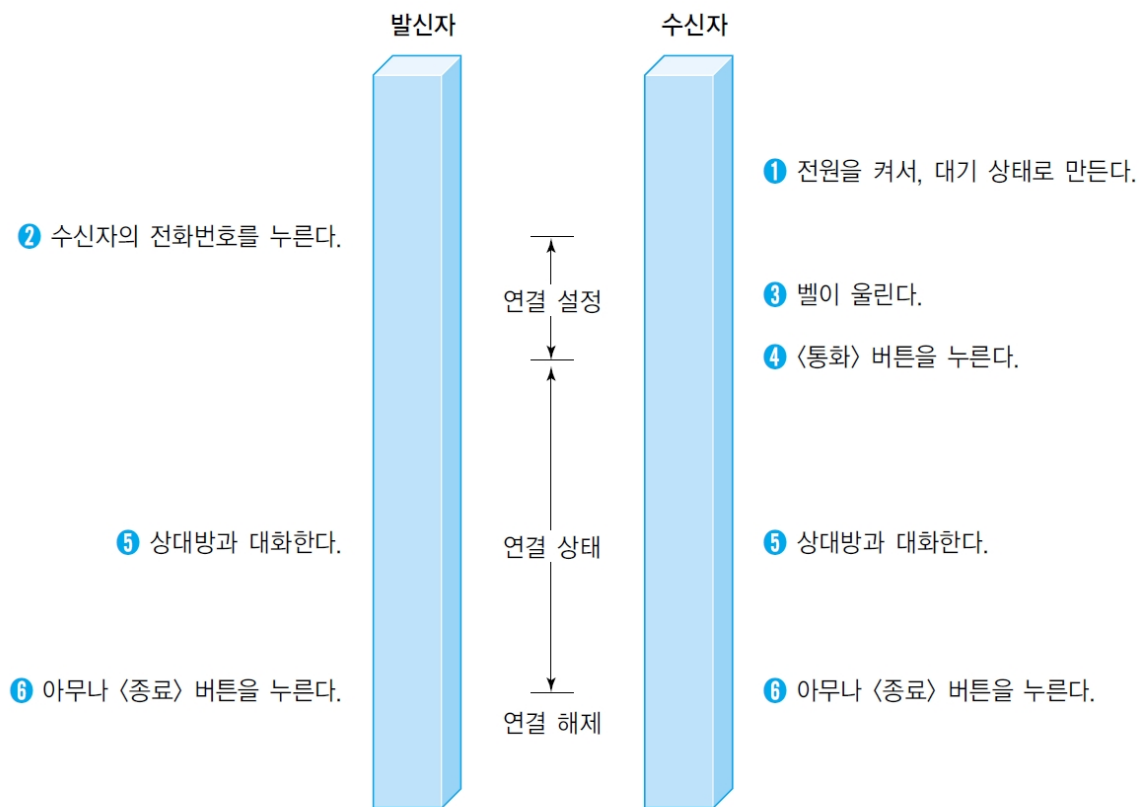 발신자
수신자
❶ 전원을 켜서, 대기 상태로 만든다.
❷ 수신자의 전화번호를 누른다.
연결 설정
❸ 벨이 울린다.
❹ 〈통화〉 버튼을 누른다.
❺ 상대방과 대화한다.
연결 상태
❺ 상대방과 대화한다.
❻ 아무나 〈종료〉 버튼을 누른다.
❻ 아무나 〈종료〉 버튼을 누른다.
연결 해제